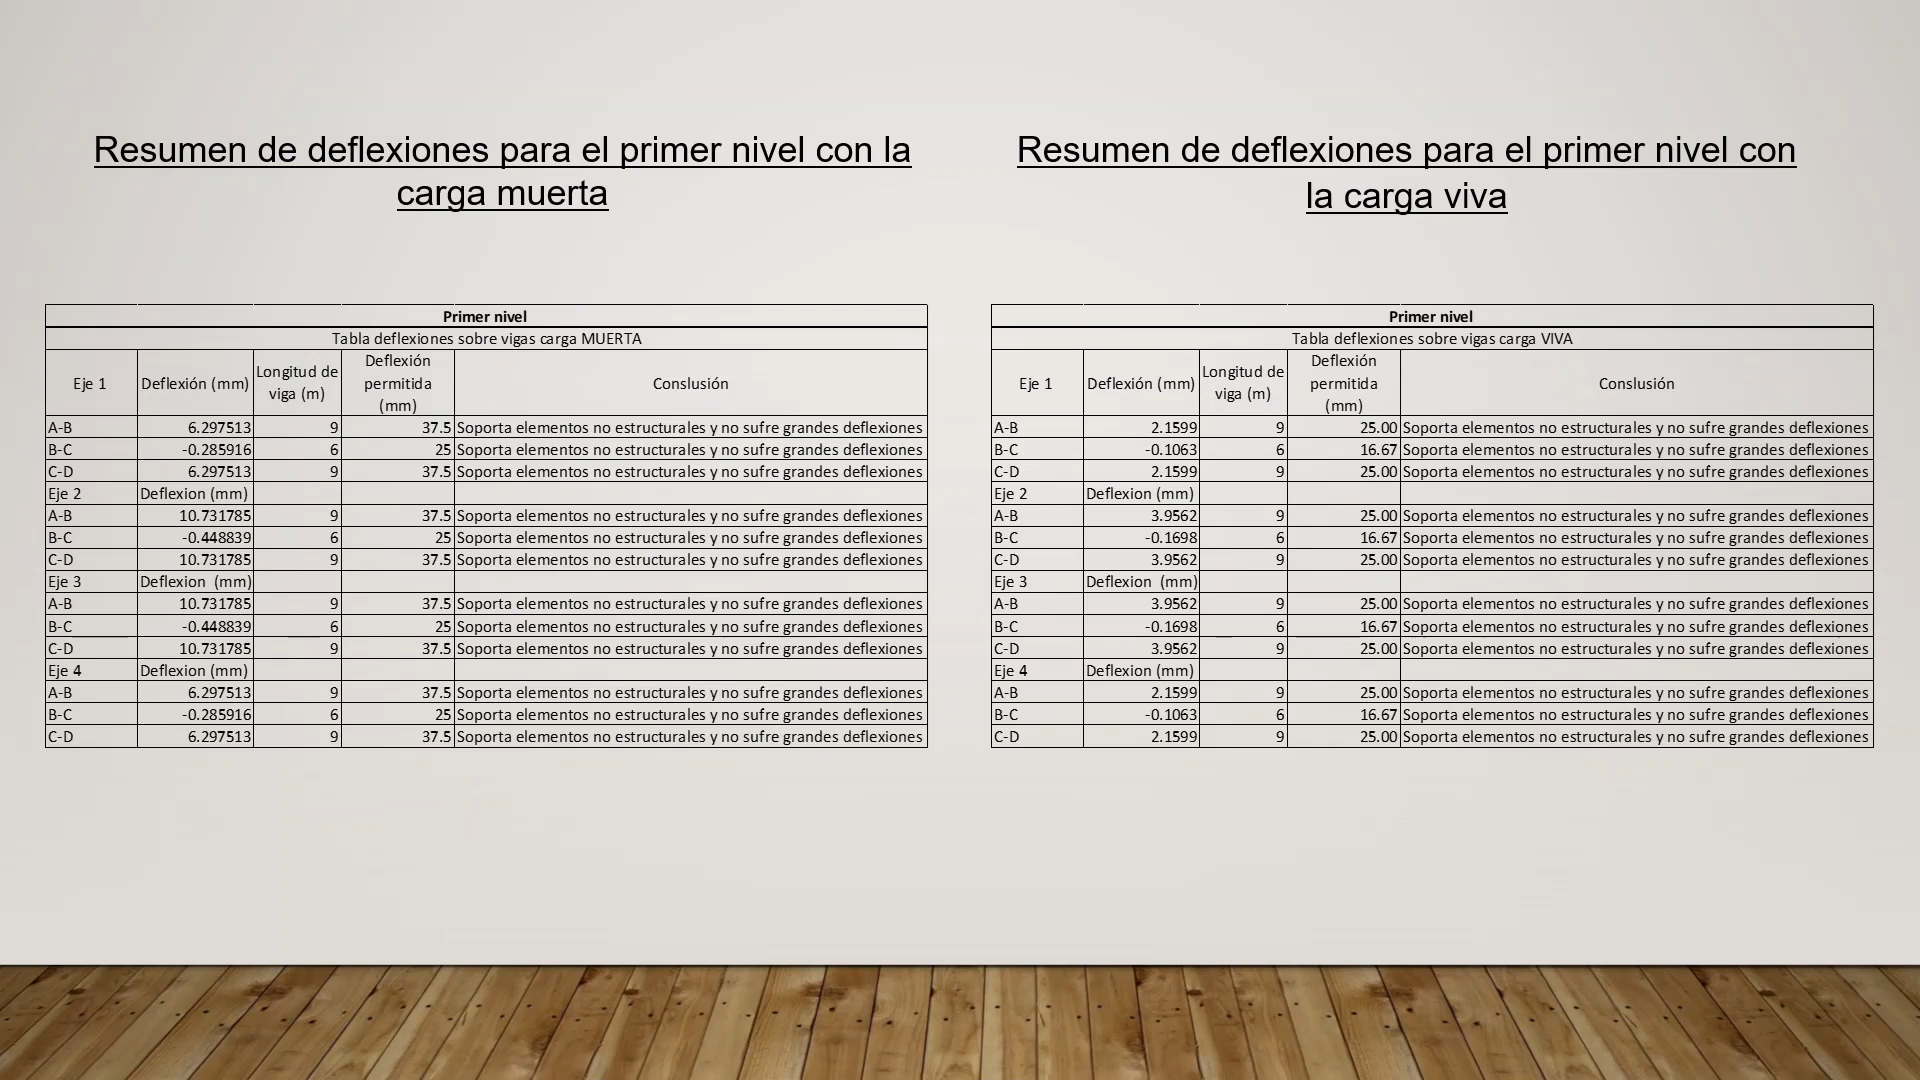 Resumen de deflexiones para el primer nivel con la
carga muerta
Resumen de deflexiones para el primer nivel con
la carga viva
Primer nivel
Tabla deflexiones sobre vigas carga MUERTA
Eje 1 Deflexión (mm) Longitud de viga (m) Deflexión permitida (mm) Conslusión
A-B 6.297513 9 37.5 Soporta elementos no estructurales y no sufre grandes deflexiones
B-C -0.285916 6 25 Soporta elementos no estructurales y no sufre grandes deflexiones
C-D 6.297513 9 37.5 Soporta elementos no estructurales y no sufre grandes deflexiones
Eje 2 Deflexion (mm)
A-B 10.731785 9 37.5 Soporta elementos no estructurales y no sufre grandes deflexiones
B-C -0.448839 6 25 Soporta elementos no estructurales y no sufre grandes deflexiones
C-D 10.731785 9 37.5 Soporta elementos no estructurales y no sufre grandes deflexiones
Eje 3 Deflexion (mm)
A-B 10.731785 9 37.5 Soporta elementos no estructurales y no sufre grandes deflexiones
B-C -0.448839 6 25 Soporta elementos no estructurales y no sufre grandes deflexiones
C-D 10.731785 9 37.5 Soporta elementos no estructurales y no sufre grandes deflexiones
Eje 4 Deflexion (mm)
A-B 6.297513 9 37.5 Soporta elementos no estructurales y no sufre grandes deflexiones
B-C -0.285916 6 25 Soporta elementos no estructurales y no sufre grandes deflexiones
C-D 6.297513 9 37.5 Soporta elementos no estructurales y no sufre grandes deflexiones
Primer nivel
Tabla deflexiones sobre vigas carga VIVA
Eje 1 Deflexión (mm) Longitud de viga (m) Deflexión permitida (mm) Conslusión
A-B 2.1599 9 25.00 Soporta elementos no estructurales y no sufre grandes deflexiones
B-C -0.1063 6 16.67 Soporta elementos no estructurales y no sufre grandes deflexiones
C-D 2.1599 9 25.00 Soporta elementos no estructurales y no sufre grandes deflexiones
Eje 2 Deflexion (mm)
A-B 3.9562 9 25.00 Soporta elementos no estructurales y no sufre grandes deflexiones
B-C -0.1698 6 16.67 Soporta elementos no estructurales y no sufre grandes deflexiones
C-D 3.9562 9 25.00 Soporta elementos no estructurales y no sufre grandes deflexiones
Eje 3 Deflexion (mm)
A-B 3.9562 9 25.00 Soporta elementos no estructurales y no sufre grandes deflexiones
B-C -0.1698 6 16.67 Soporta elementos no estructurales y no sufre grandes deflexiones
C-D 3.9562 9 25.00 Soporta elementos no estructurales y no sufre grandes deflexiones
Eje 4 Deflexion (mm)
A-B 2.1599 9 25.00 Soporta elementos no estructurales y no sufre grandes deflexiones
B-C -0.1063 6 16.67 Soporta elementos no estructurales y no sufre grandes deflexiones
C-D 2.1599 9 25.00 Soporta elementos no estructurales y no sufre grandes deflexiones